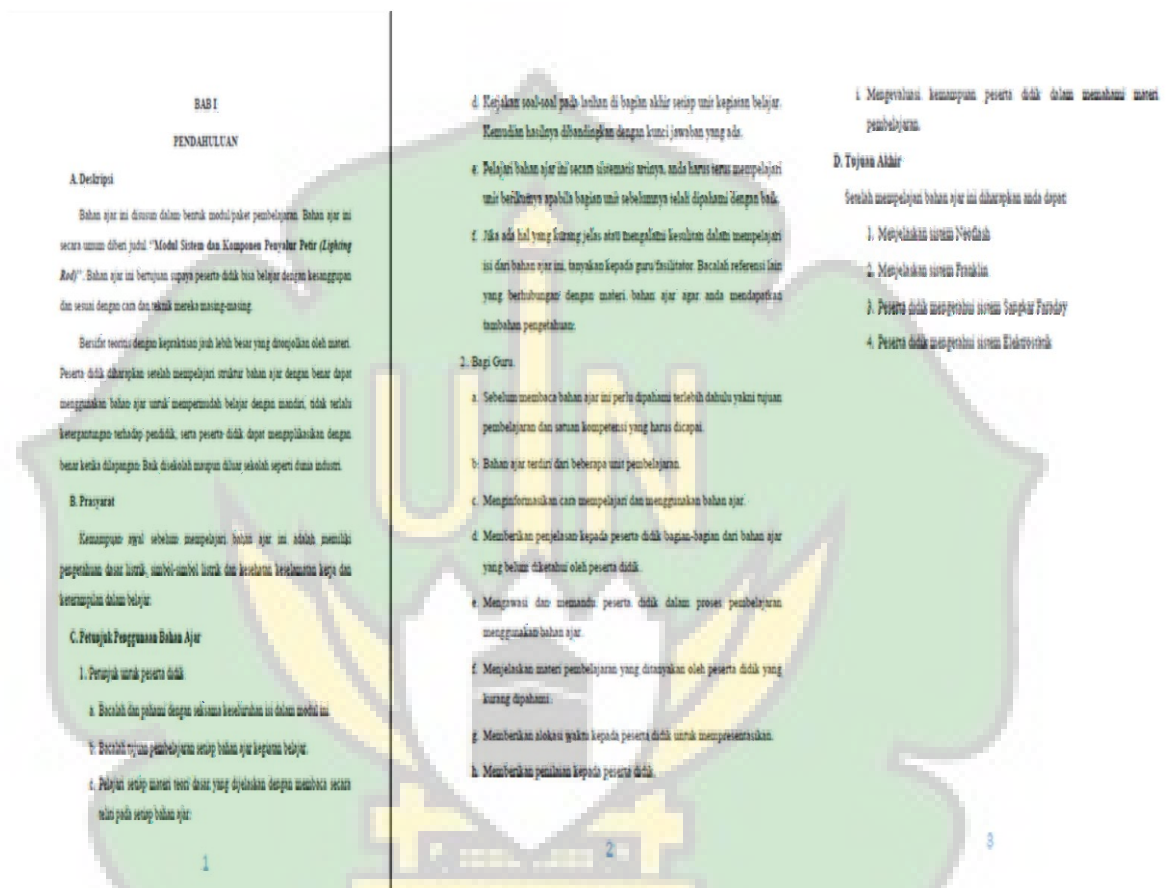 BAB I
PENDAHULUAN
A. Deskripsi
Bahan ajar ini disusun dalam bentuk modul/paket pembelajaran. Bahan ajar ini
secara umum diberi judul “Modul Sistem dan Komponen Penyalur Petir (Lighting
Rod)”. Bahan ajar ini bertujuan supaya peserta didik bisa belajar dengan kesanggupan
dan sesuai dengan cara dan teknik mereka masing-masing.
Bersifat teoritis dengan kepraktisan jauh lebih besar yang ditonjolkan oleh materi.
Peserta didik diharapkan setelah mempelajari struktur bahan ajar dengan benar dapat
menggunakan bahan ajar untuk mempermudah belajar dengan mandiri, tidak terlalu
ketergantungan terhadap pendidik, serta peserta didik dapat mengaplikasikan dengan
benar ketika dilapangan. Baik disekolah maupun diluar sekolah seperti dunia industri.
B. Prasyarat
Kemampuan awal sebelum mempelajari bahan ajar ini adalah memiliki
pengetahuan dasar listrik, simbol-simbol listrik dan kesehatan keselamatan kerja dan
keterampilan dalam belajar.
C. Petunjuk Penggunaan Bahan Ajar
1. Petunjuk untuk peserta didik
a. Bacalah dan pahami dengan seksama keseluruhan isi dalam modul ini.
b. Bacalah tujuan pembelajaran setiap bahan ajar kegiatan belajar.
c. Pelajari setiap materi teori dasar yang dijelaskan dengan membaca secara
teliti pada setiap bahan ajar.
1
d. Kerjakan soal-soal pada latihan di bagian akhir setiap unit kegiatan belajar.
Kemudian hasilnya dibandingkan dengan kunci jawaban yang ada.
e. Pelajari bahan ajar ini secara sistematis artinya, anda harus terus mempelajari
unit berikutnya apabila bagian unit sebelumnya telah dipahami dengan baik.
f. Jika ada hal yang kurang jelas atau mengalami kesulitan dalam mempelajari
isi dari bahan ajar ini, tanyakan kepada guru/fasilitator. Bacalah referensi lain
yang berhubungan dengan materi bahan ajar agar anda mendapatkan
tambahan pengetahuan.
2. Bagi Guru.
a. Sebelum membaca bahan ajar ini perlu dipahami terlebih dahulu yakni tujuan
pembelajaran dan satuan kompetensi yang harus dicapai.
b. Bahan ajar terdiri dari beberapa unit pembelajaran.
c. Menginformasikan cara mempelajari dan menggunakan bahan ajar.
d. Memberikan penjelasan kepada peserta didik bagian-bagian dari bahan ajar
yang belum diketahui oleh peserta didik.
e. Mengawasi dan memandu peserta didik dalam proses pembelajaran
menggunakan bahan ajar.
f. Menjelaskan materi pembelajaran yang ditanyakan oleh peserta didik yang
kurang dipahami.
g. Memberikan alokasi waktu kepada peserta didik untuk mempresentasikan.
h. Memberikan penilaian kepada peserta didik.
2
i. Mengevaluasi kemampuan peserta didik dalam memahami materi
pembelajaran.
D. Tujuan Akhir
Setelah mempelajari bahan ajar ini diharapkan anda dapat:
1. Menjelaskan sistem Neoflash
2. Menjelaskan sistem Franklin
3. Peserta didik mengetahui sistem Sangkar Faraday
4. Peserta didik mengetahui sistem Elektrostatik
3
UIN